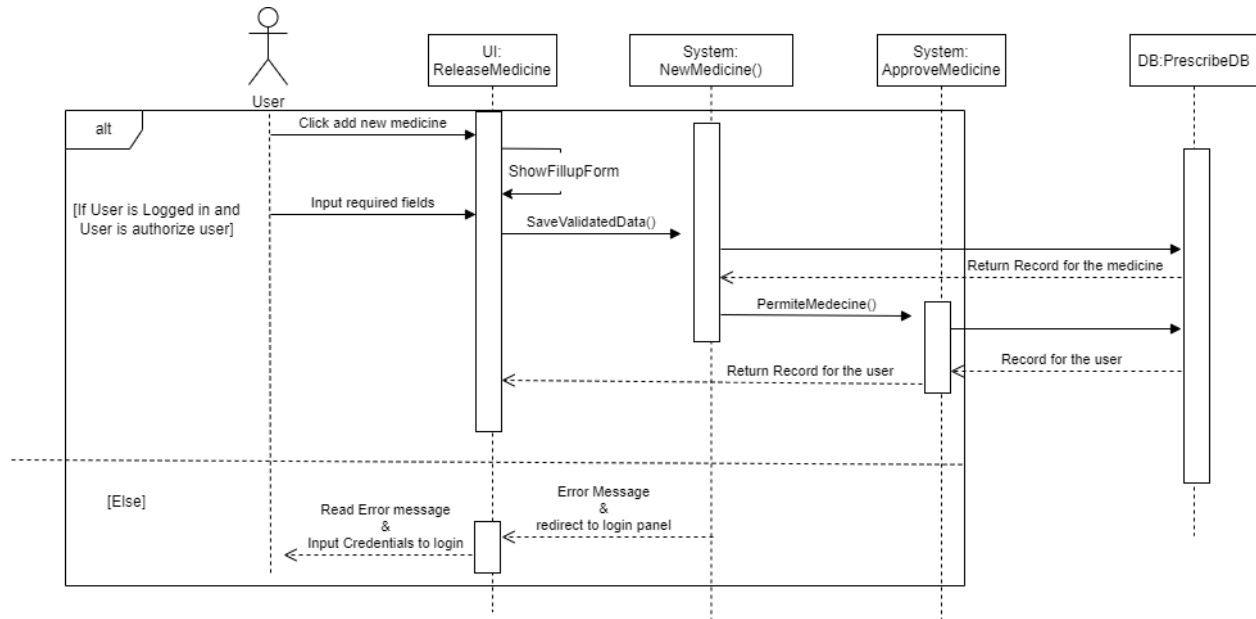 UI:
ReleaseMedicine
System:
NewMedicine()
System:
ApproveMedicine
DB:PrescribeDB
User
alt
Click add new medicine
ShowFillupForm
[If User is Logged in and
User is authorize user]
Input required fields
SaveValidatedData()
Return Record for the medicine
PermiteMedecine()
Record for the user
Return Record for the user
[Else]
Error Message
&
redirect to login panel
Read Error message
&
Input Credentials to login